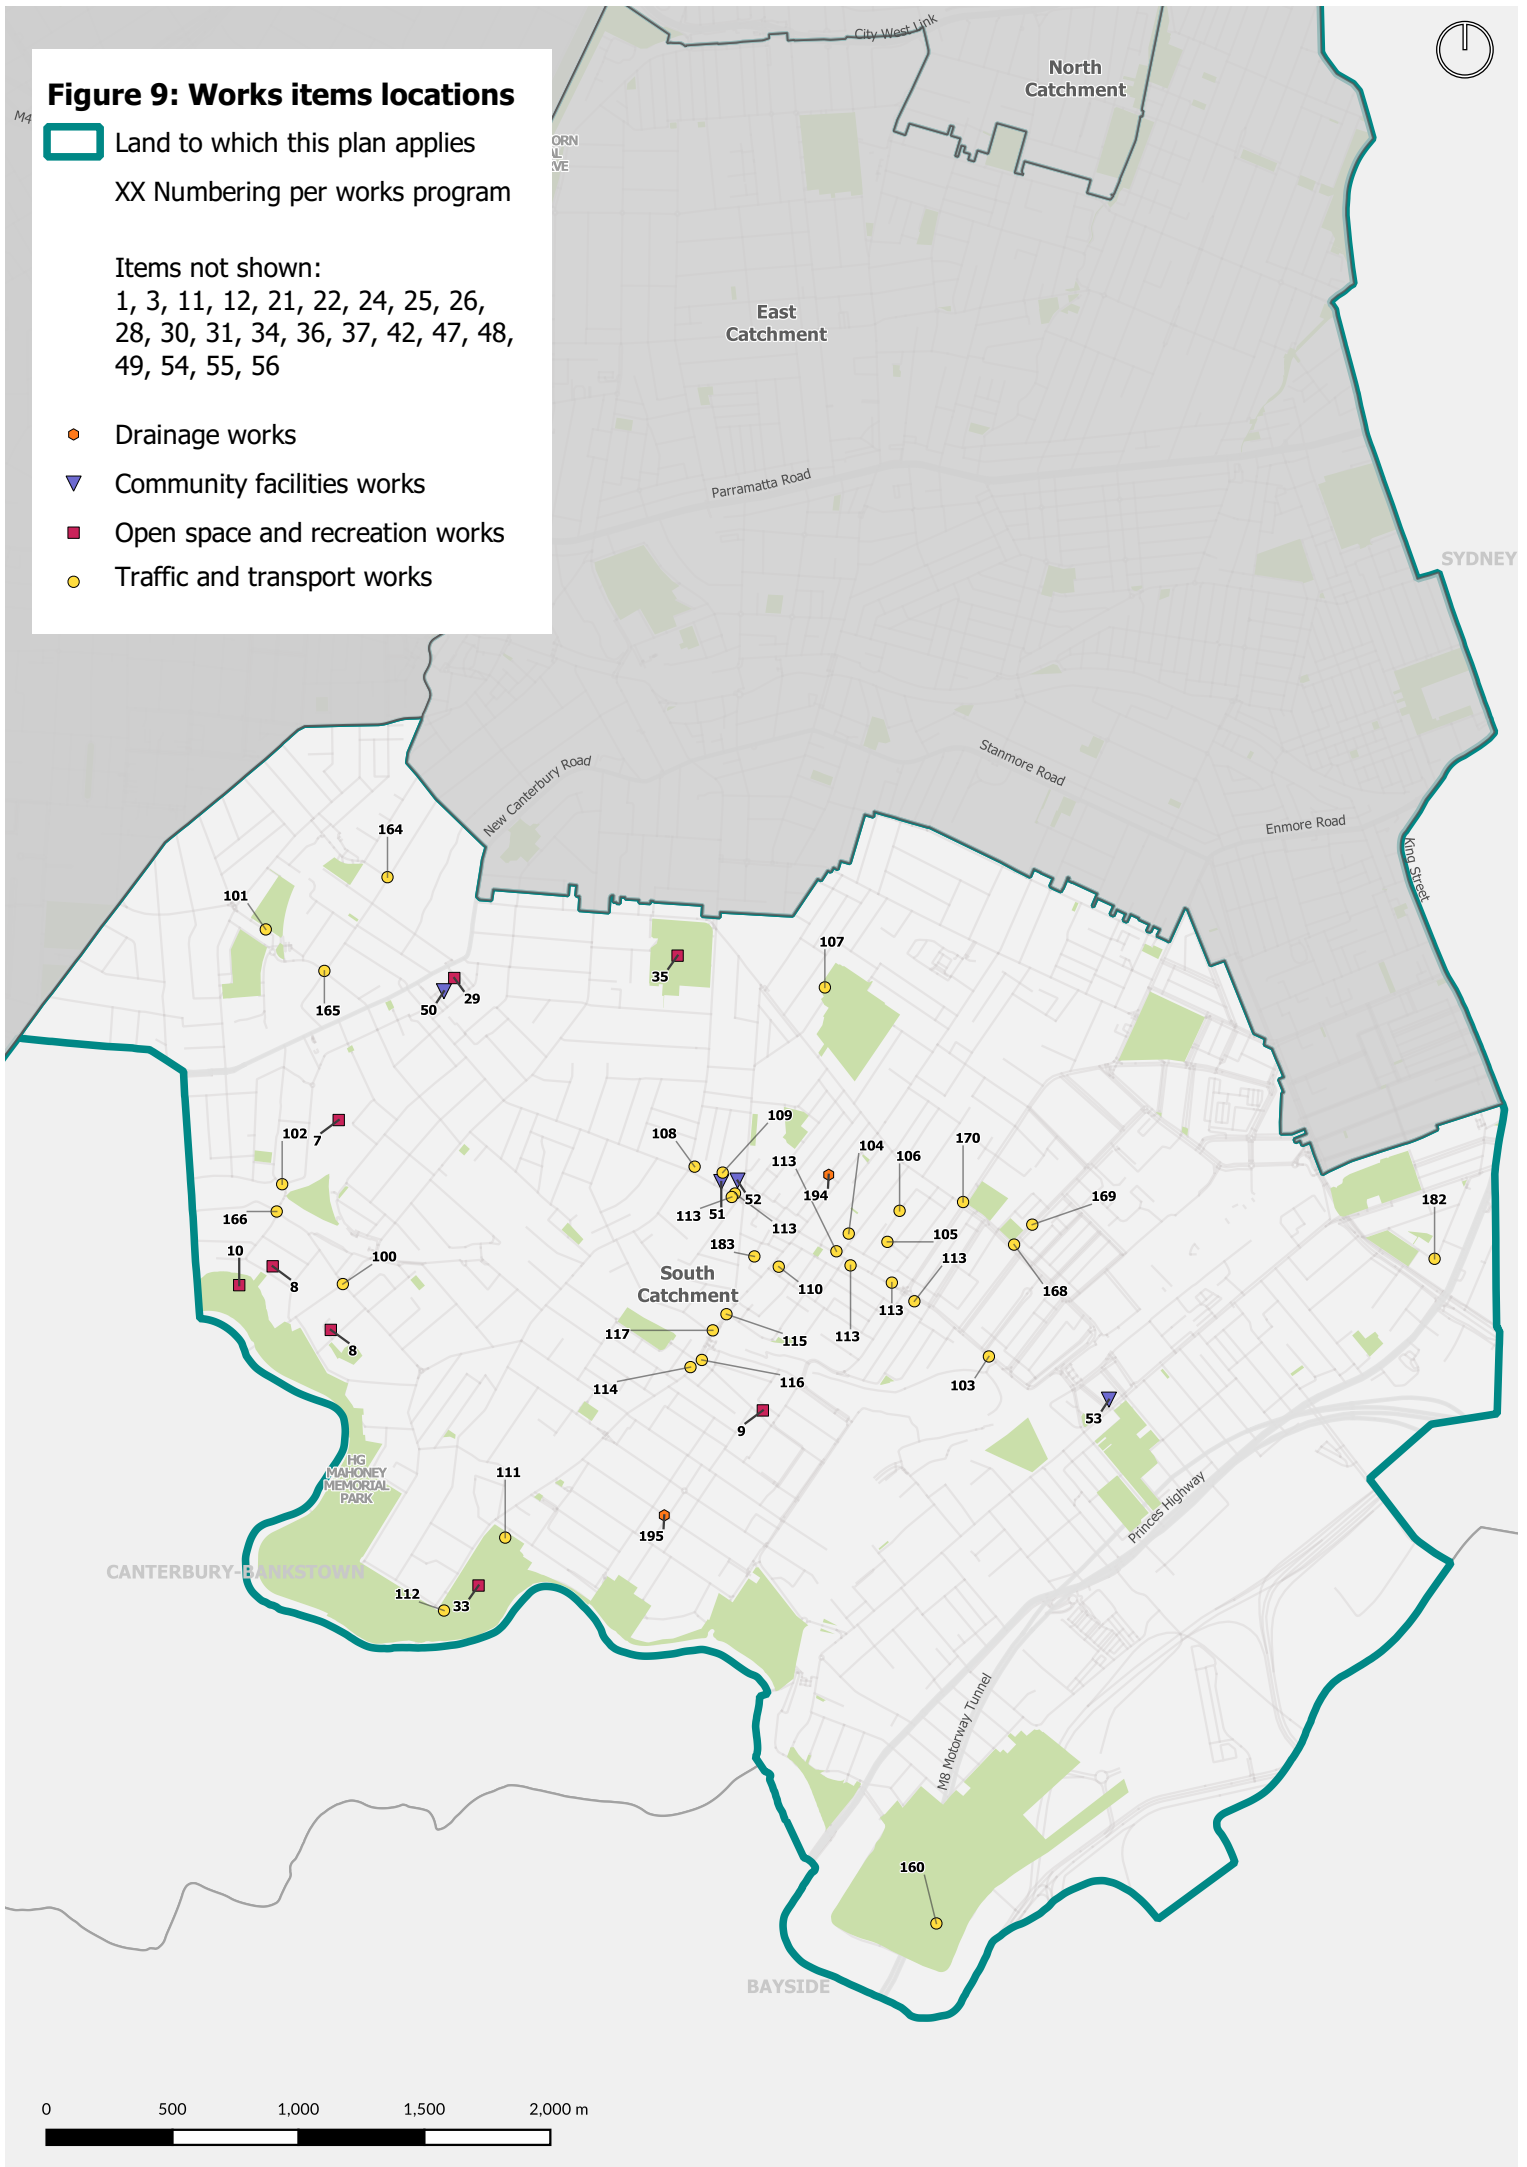 City West Link
North
Catchment
Figure 9: Works items locations
M4
Land to which this plan applies
XX Numbering per works program
Items not shown:
1, 3, 11, 12, 21, 22, 24, 25, 26,
28, 30, 31, 34, 36, 37, 42, 47, 48,
49, 54, 55, 56
Drainage works
Community facilities works
Open space and recreation works
Traffic and transport works
East
Catchment
Parramatta Road
SYDNEY
Stanmore Road
New Canterbury Road
Enmore Road
King Street
164
101
107
35
29
50
165
109
102
7
108
170
104
106
113
194
169
52
51
113
182
166
113
105
183
10
113
100
South
Catchment
8
110
168
113
117
115
113
8
116
103
114
53
9
HG
MAHONEY
MEMORIAL
PARK
111
Princes Highway
195
CANTERBURY-BANKSTOWN
112
33
M8 Motorway Tunnel
160
BAYSIDE
0
500
1,000
1,500
2,000 m